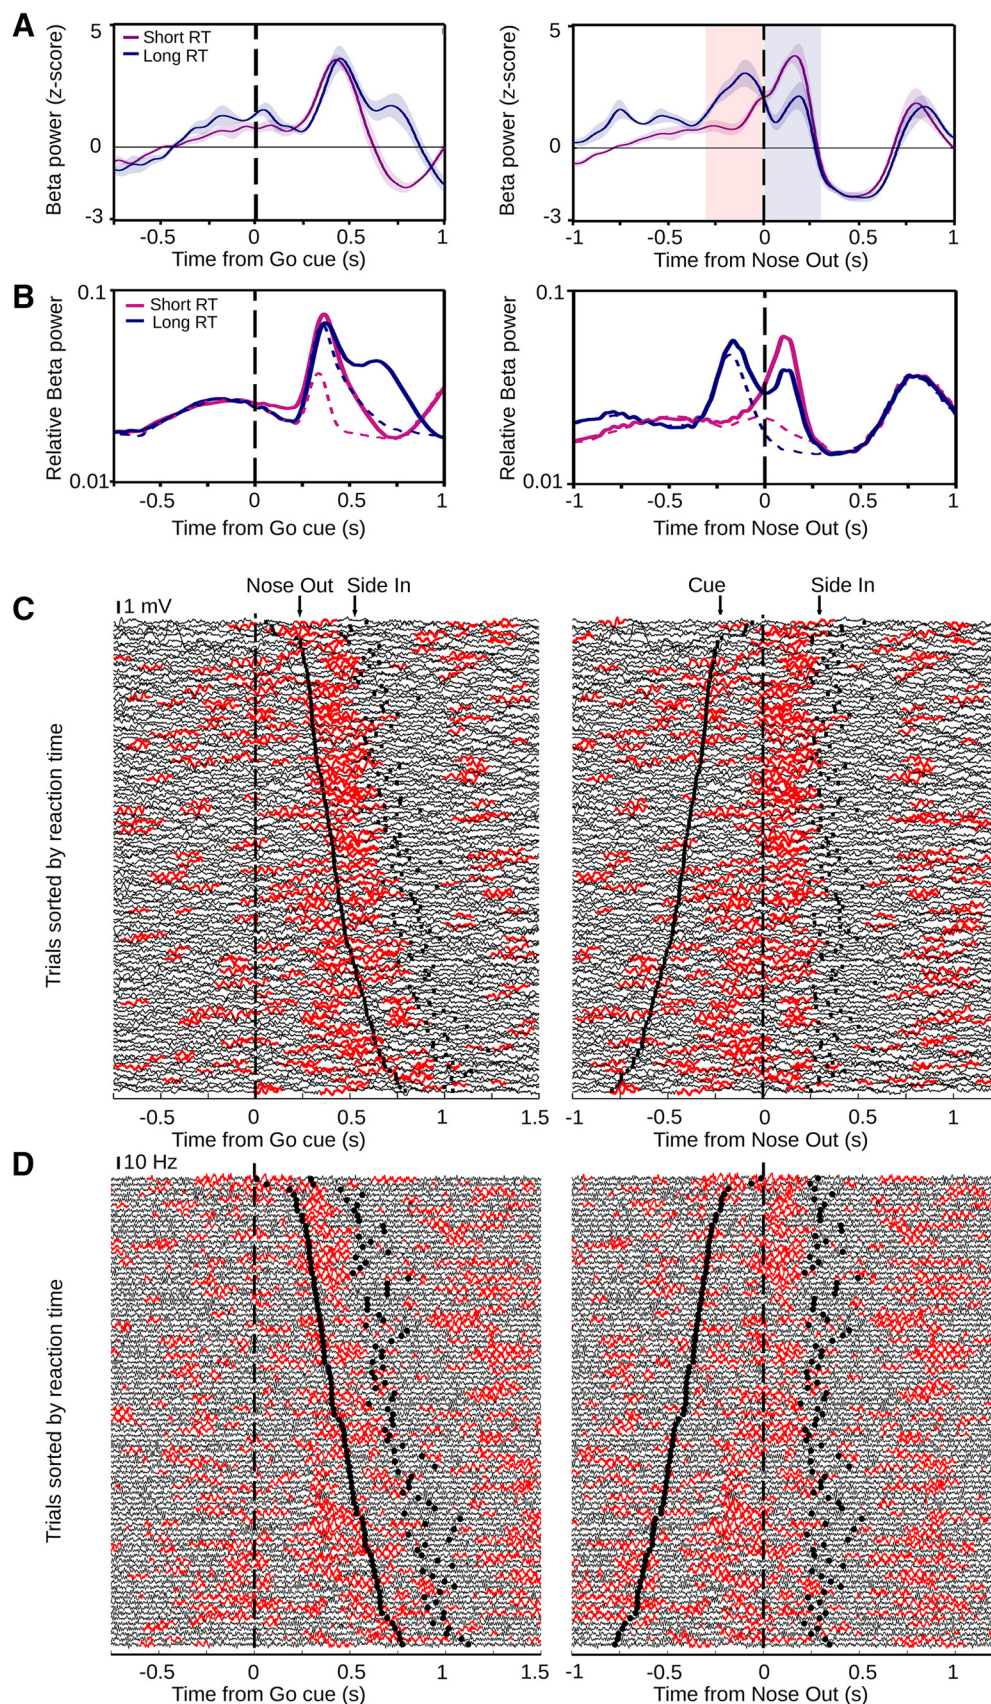 A
5
Short RT
Long RT
0
-3
Beta power (z-score)
-0.5 0 0.5 1
Time from Go cue (s)
5
0
-3
Beta power (z-score)
-1 -0.5 0 0.5 1
Time from Nose Out (s)
B
0.1
Short RT
Long RT
0.01
Relative Beta power
-0.5 0 0.5 1
Time from Go cue (s)
0.1
0.01
Relative Beta power
-1 -0.5 0 0.5 1
Time from Nose Out (s)
C
1 mV
Nose Out Side In
Trials sorted by reaction time
-0.5 0 0.5 1 1.5
Time from Go cue (s)
Cue Side In
-1 -0.5 0 0.5 1
Time from Nose Out (s)
D
10 Hz
Trials sorted by reaction time
-0.5 0 0.5 1 1.5
Time from Go cue (s)
-1 -0.5 0 0.5 1
Time from Nose Out (s)